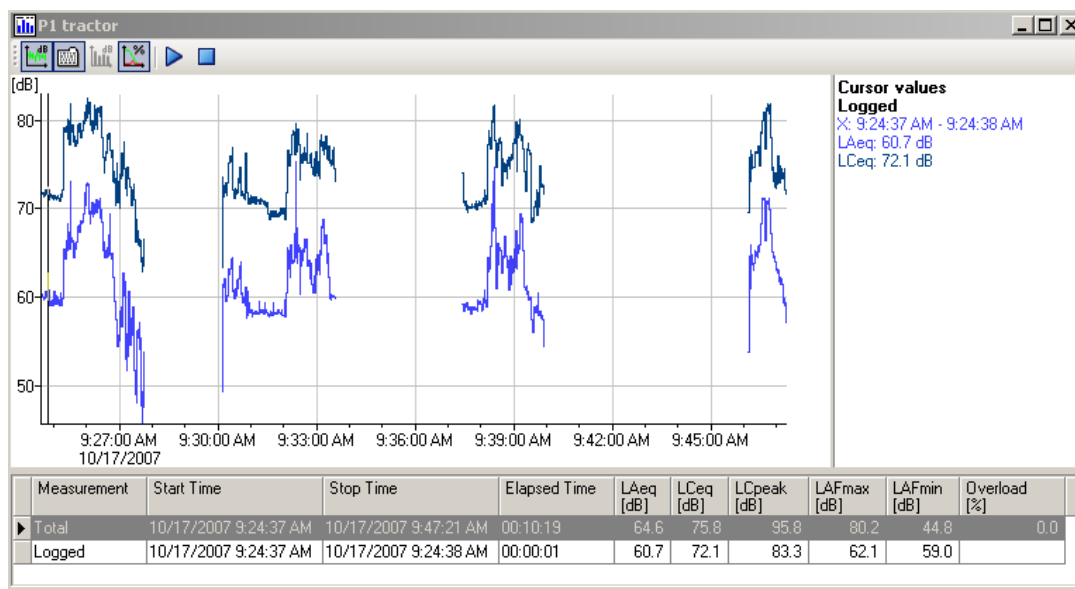 P1 tractor
[dB]
80
70
60
50
9:27:00 AM 9:30:00 AM 9:33:00 AM 9:36:00 AM 9:39:00 AM 9:42:00 AM 9:45:00 AM
10/17/2007
Cursor values
Logged
X: 9:24:37 AM - 9:24:38 AM
LAeq: 60.7 dB
LCeq: 72.1 dB
Measurement Start Time Stop Time Elapsed Time LAeq [dB] LCeq [dB] LCpeak [dB] LAFmax [dB] LAFmin [dB] Overload [%]
Total 10/17/2007 9:24:37 AM 10/17/2007 9:47:21 AM 00:10:19 64.6 75.8 95.8 80.2 44.8 0.0
Logged 10/17/2007 9:24:37 AM 10/17/2007 9:24:38 AM 00:00:01 60.7 72.1 83.3 62.1 59.0